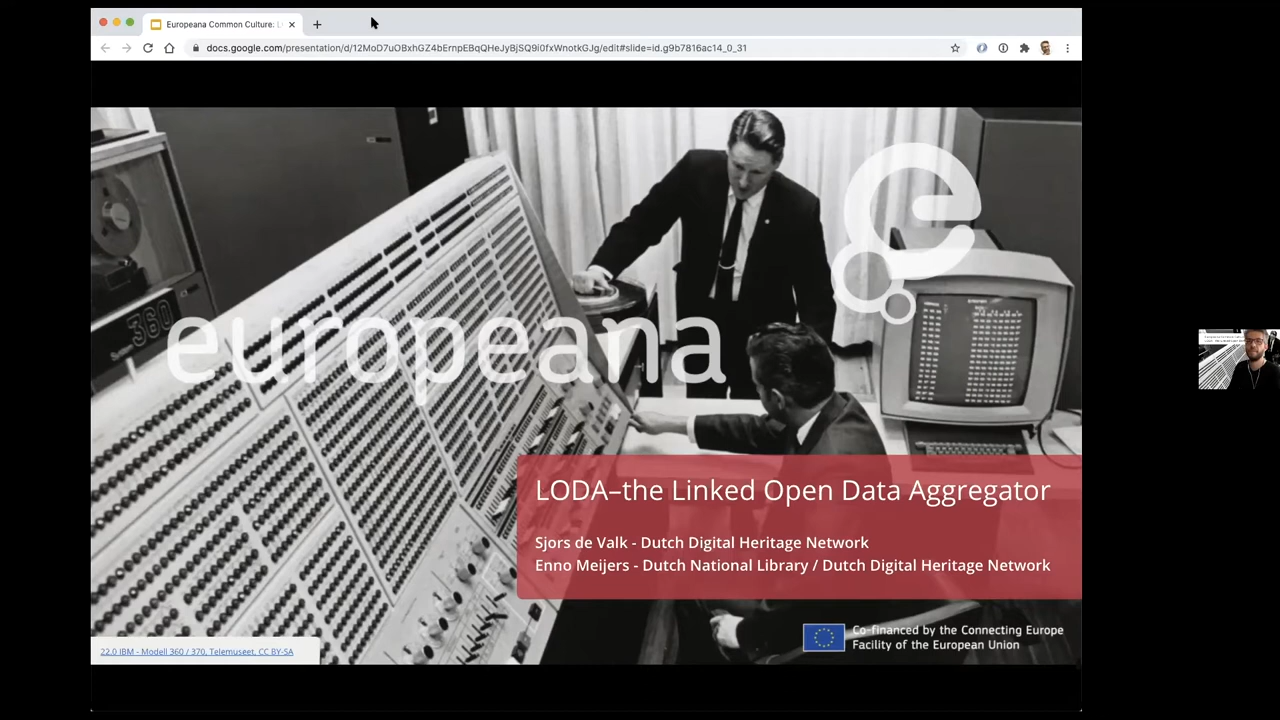 Europeana Common Culture:
docs.google.com/presentation/d/12MoD7uOBxhGZ4bErnpEBqQHeJyBjSQ9i0fxWnotkGJg/edit#slide=id.g9b7816ac14_0_31
360
europeana
LODA–the Linked Open Data Aggregator
Sjors de Valk - Dutch Digital Heritage Network
Enno Meijers - Dutch National Library / Dutch Digital Heritage Network
Co-financed by the Connecting Europe
Facility of the European Union
22.0 IBM - Modell 360 / 370, Telemuseet, CC BY-SA